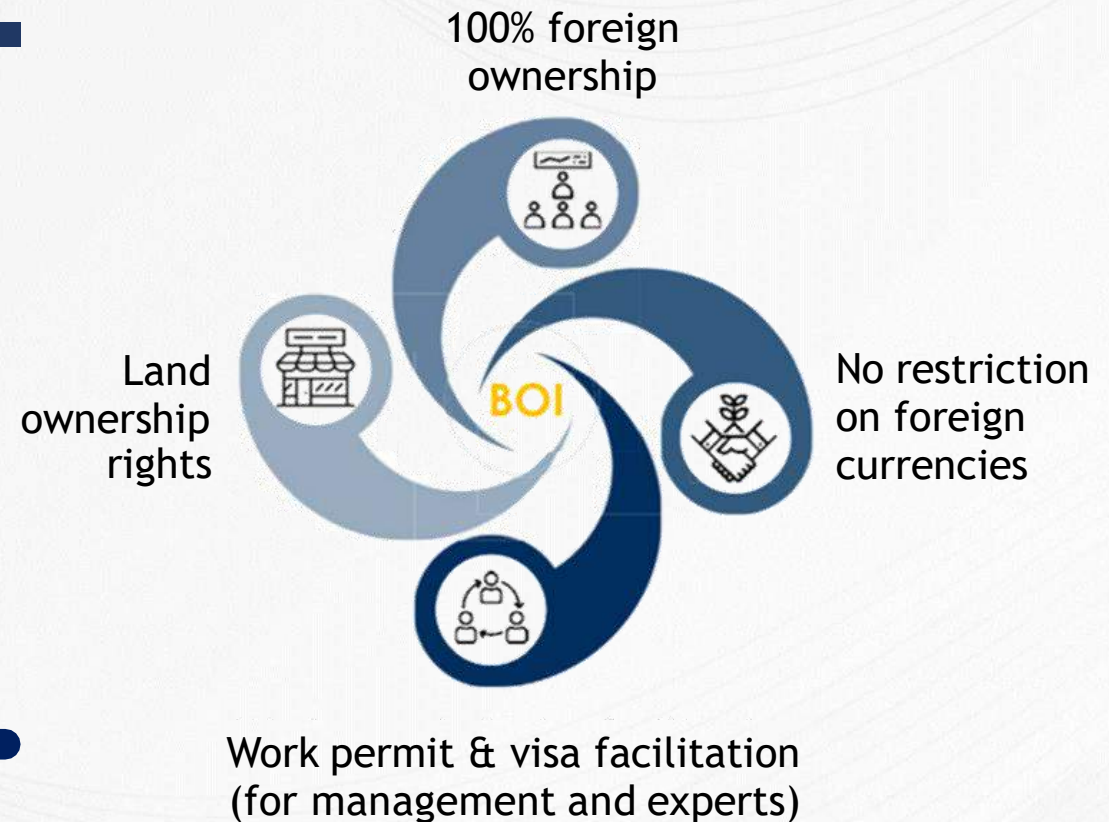 100% foreign
ownership
Land
ownership
rights
BOI
No restriction
on foreign
currencies
Work permit & visa facilitation
(for management and experts)